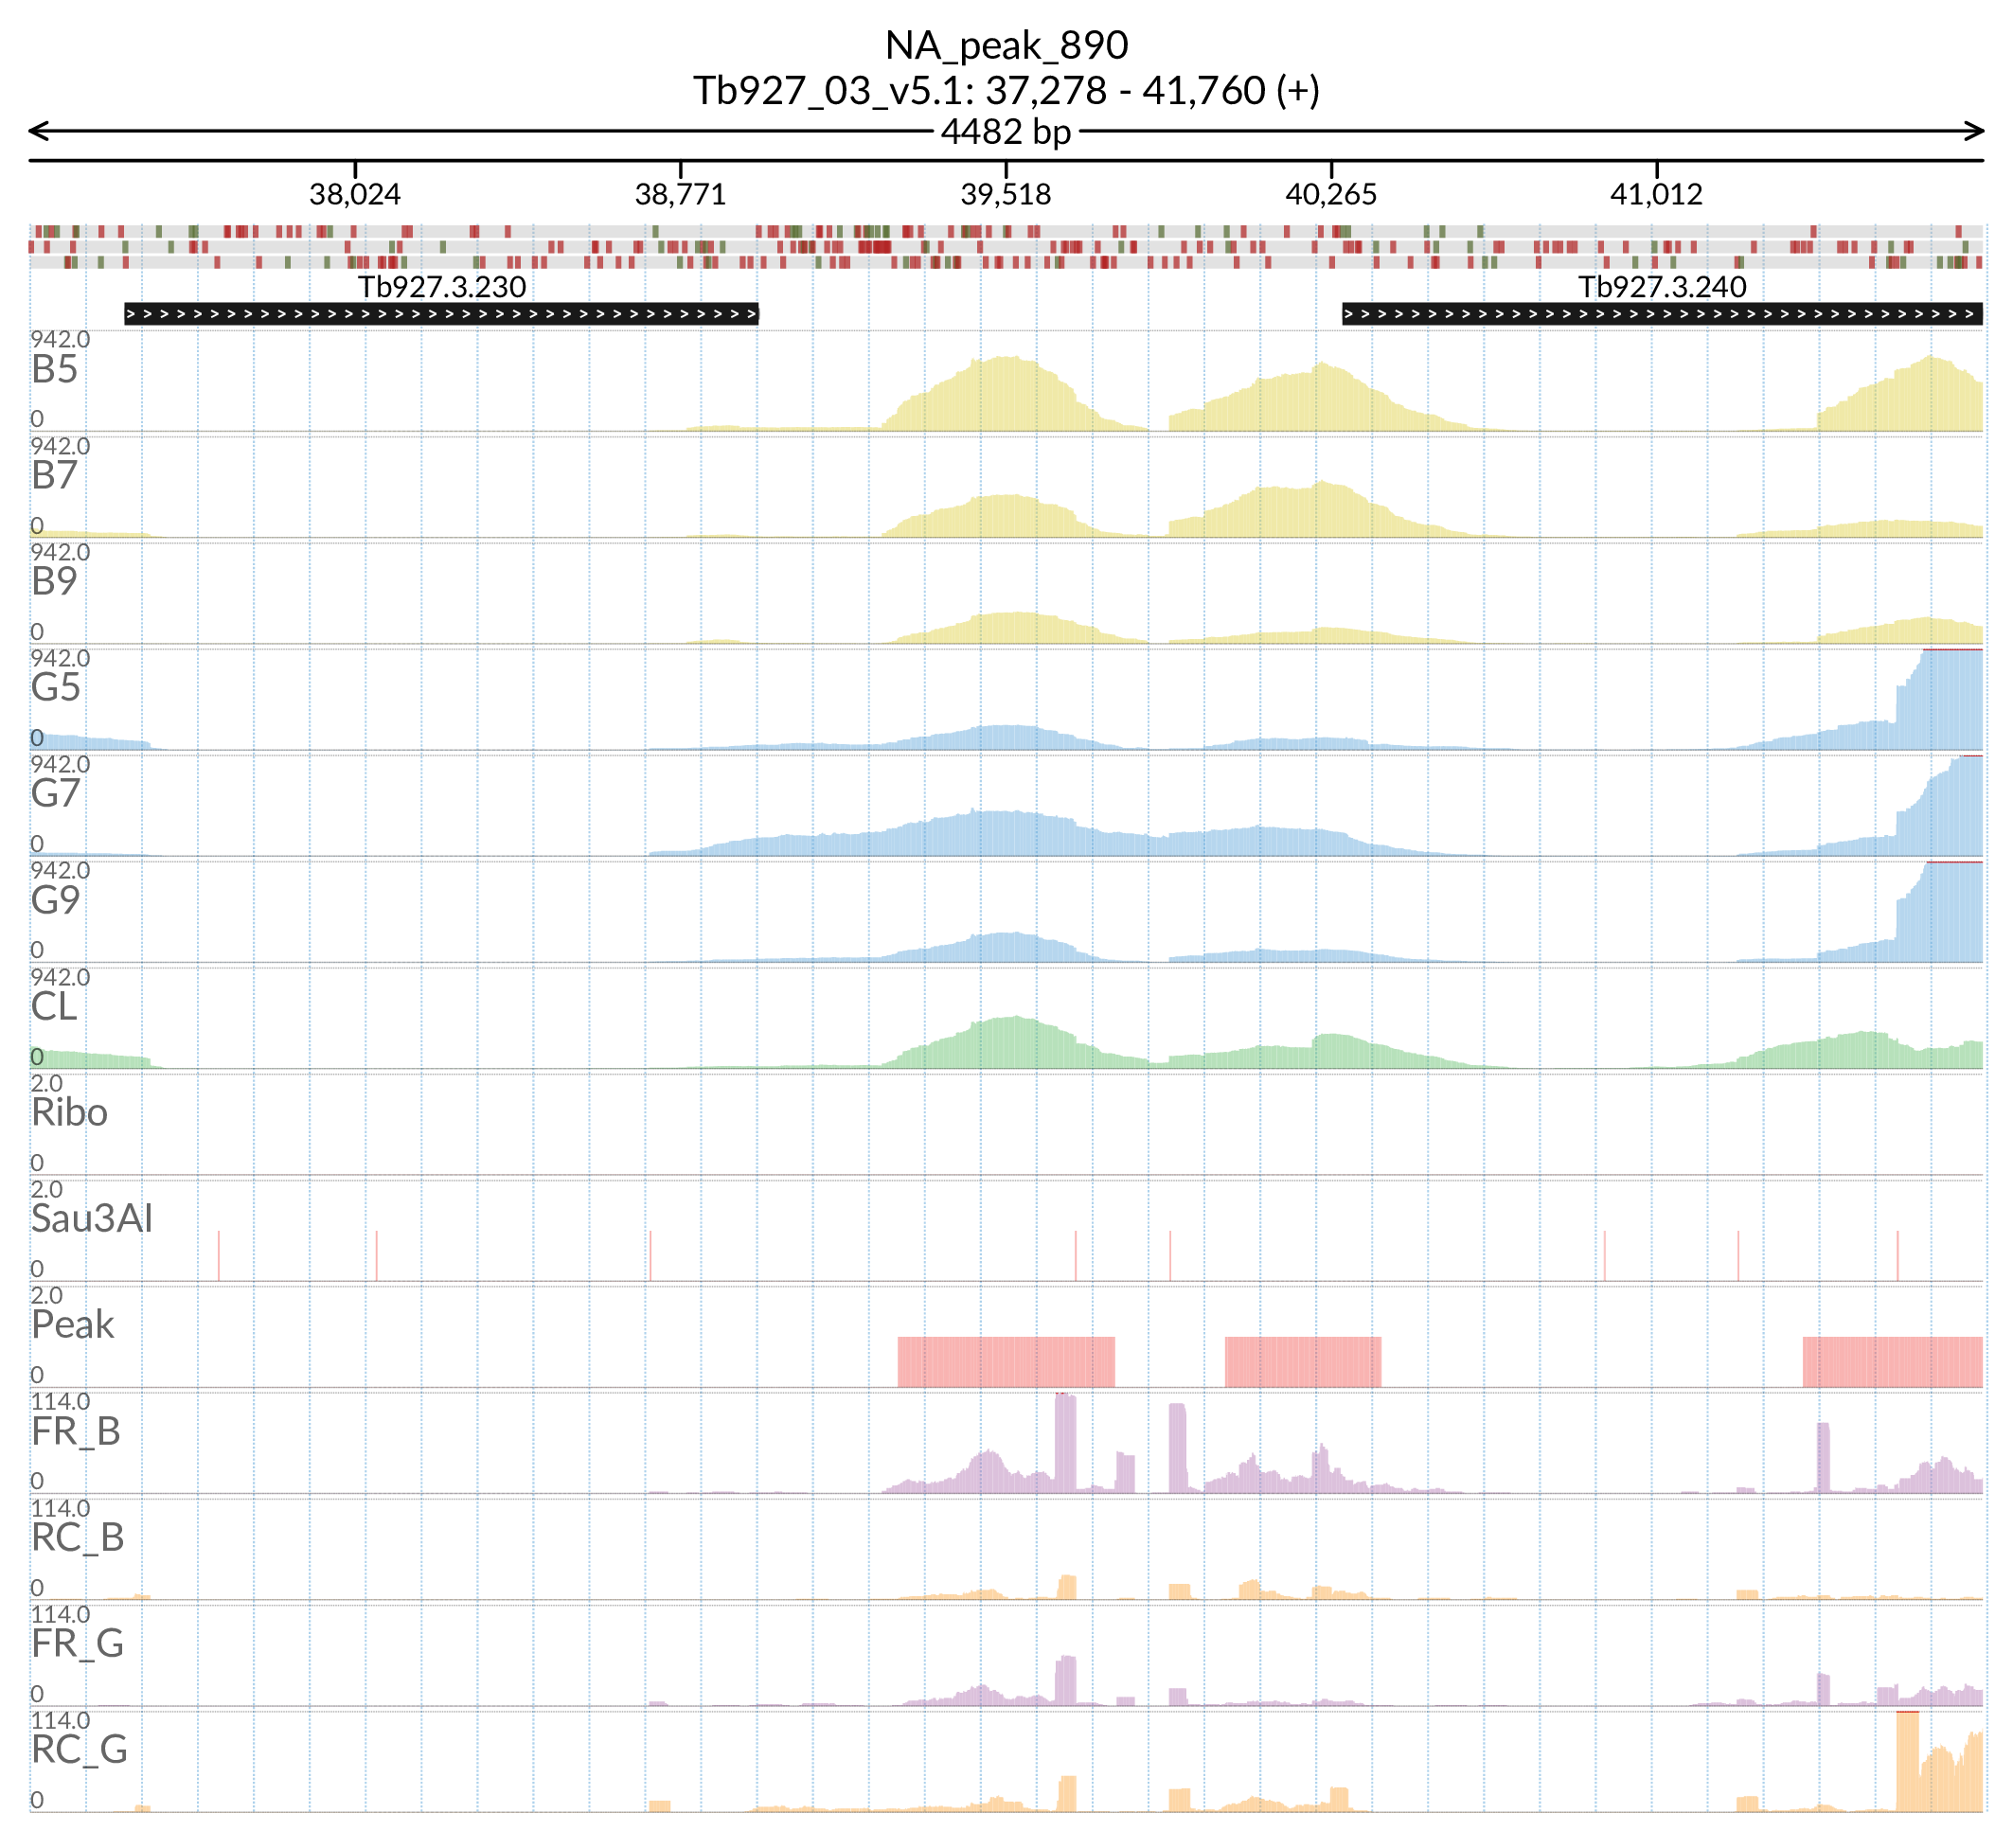 NA_peak_890
Tb927_03_v5.1: 37,278 - 41,760 (+)
4482 bp
38,024 38,771 39,518 40,265 41,012
Tb927.3.230 Tb927.3.240
942.0
B5
0
942.0
B7
0
942.0
B9
0
942.0
G5
0
942.0
G7
0
942.0
G9
0
942.0
CL
0
2.0
Ribo
0
2.0
Sau3AI
0
2.0
Peak
0
114.0
FR_B
0
114.0
RC_B
0
114.0
FR_G
0
114.0
RC_G
0